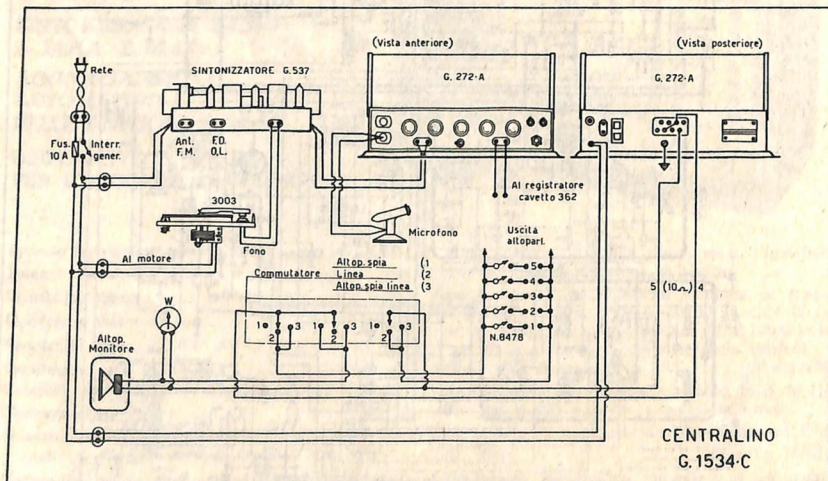 (Vista anteriore)
(Vista posteriore)
Rete
SINTONIZZATORE G.537
G. 272·A
G. 272·A
Fus. 10 A
Interr. gener.
Ant. F.M.
F.D. O.L.
3003
Al registratore cavetto 362
Microfono
Uscita altoparl.
Fono
Al motore
Altop. spia (1
Commutatore Linea (2
Altop. spia linea (3
5
4
3
2
1
N.8478
5 (10Ω) 4
W
1 3 1 3 1 3
2 2 2
Altop. Monitore
CENTRALINO
G. 1534·C